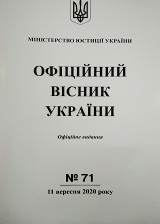 МІНІСТЕРСТВО ЮСТИЦІЇ УКРАЇНИ
ОФІЦІЙНИЙ
ВІСНИК
УКРАЇНИ
Офіційне видання
№ 71
11 вересня 2020 року